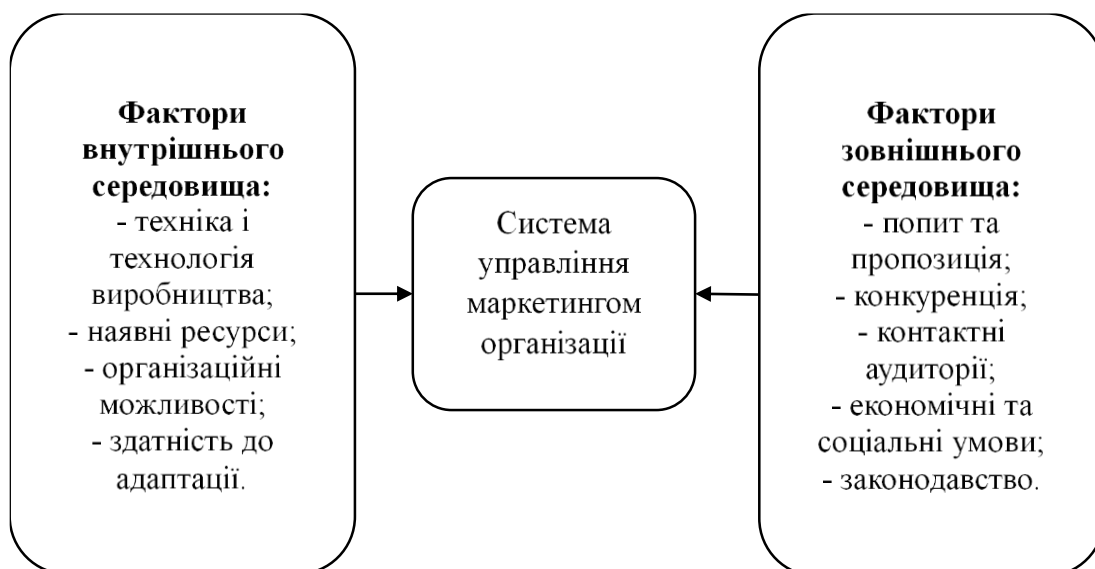 Фактори
внутрішнього
середовища:
- техніка і
технологія
виробництва;
- наявні ресурси;
- організаційні
можливості;
- здатність до
адаптації.
Система
управління
маркетингом
організації
Фактори
зовнішнього
середовища:
- попит та
пропозиція;
- конкуренція;
- контактні
аудиторії;
- економічні та
соціальні умови;
- законодавство.